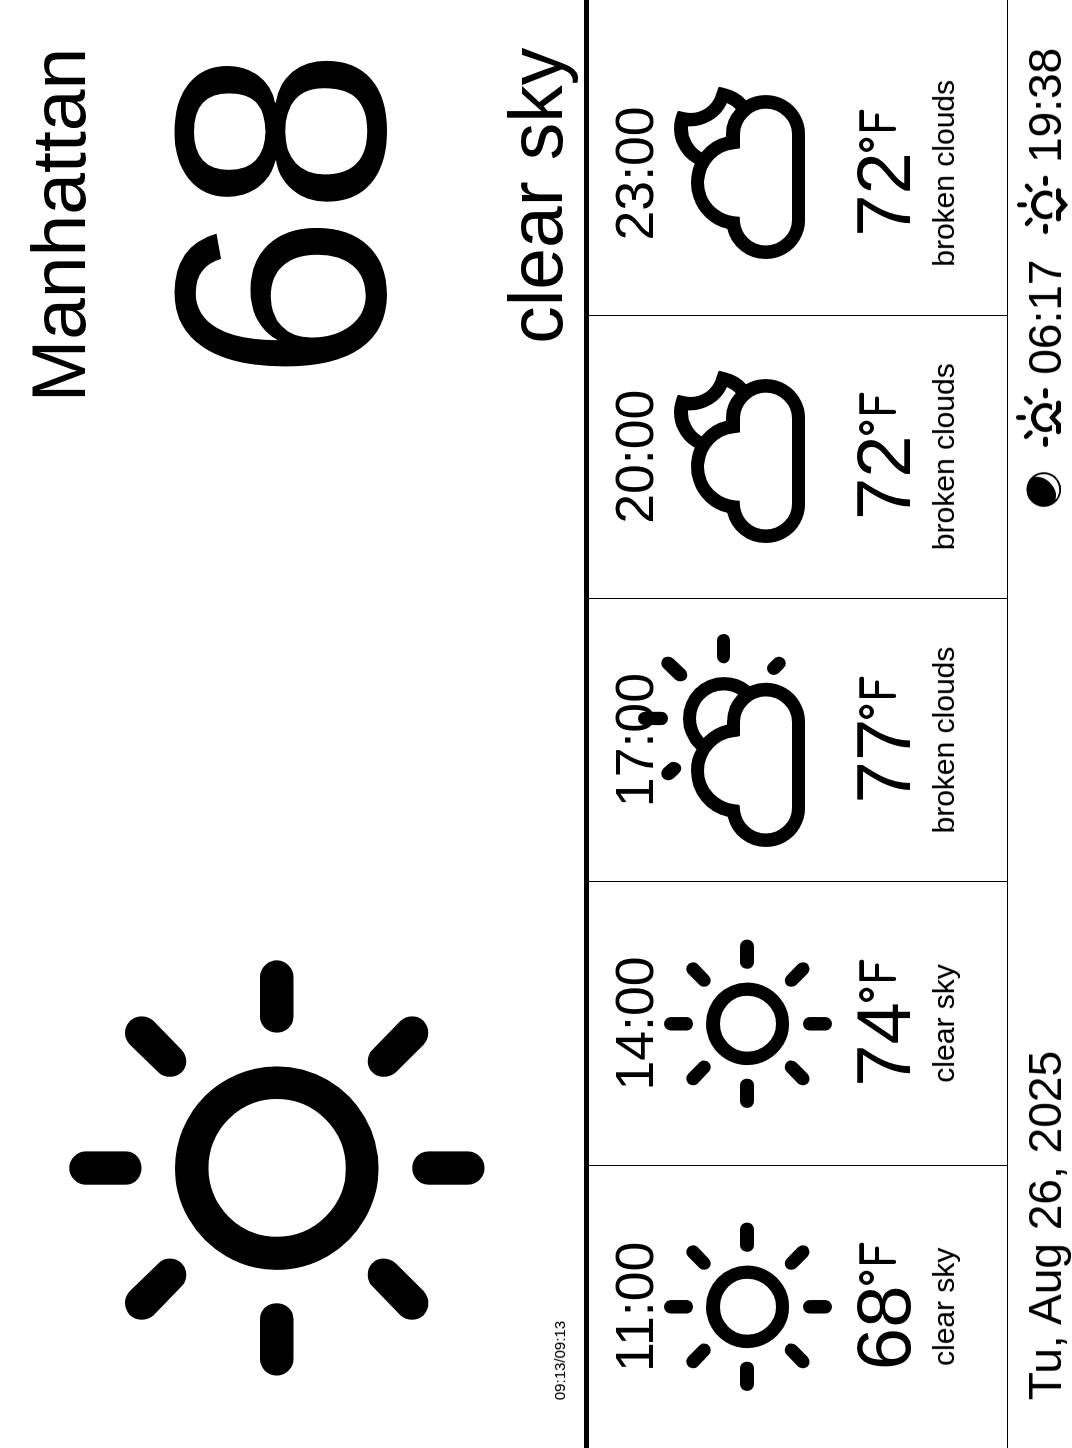 Manhattan
68
clear sky
09:13/09:13
11:00
68°F
clear sky
14:00
74°F
clear sky
17:00
77°F
broken clouds
20:00
72°F
broken clouds
23:00
72°F
broken clouds
Tu, Aug 26, 2025
06:17
19:38